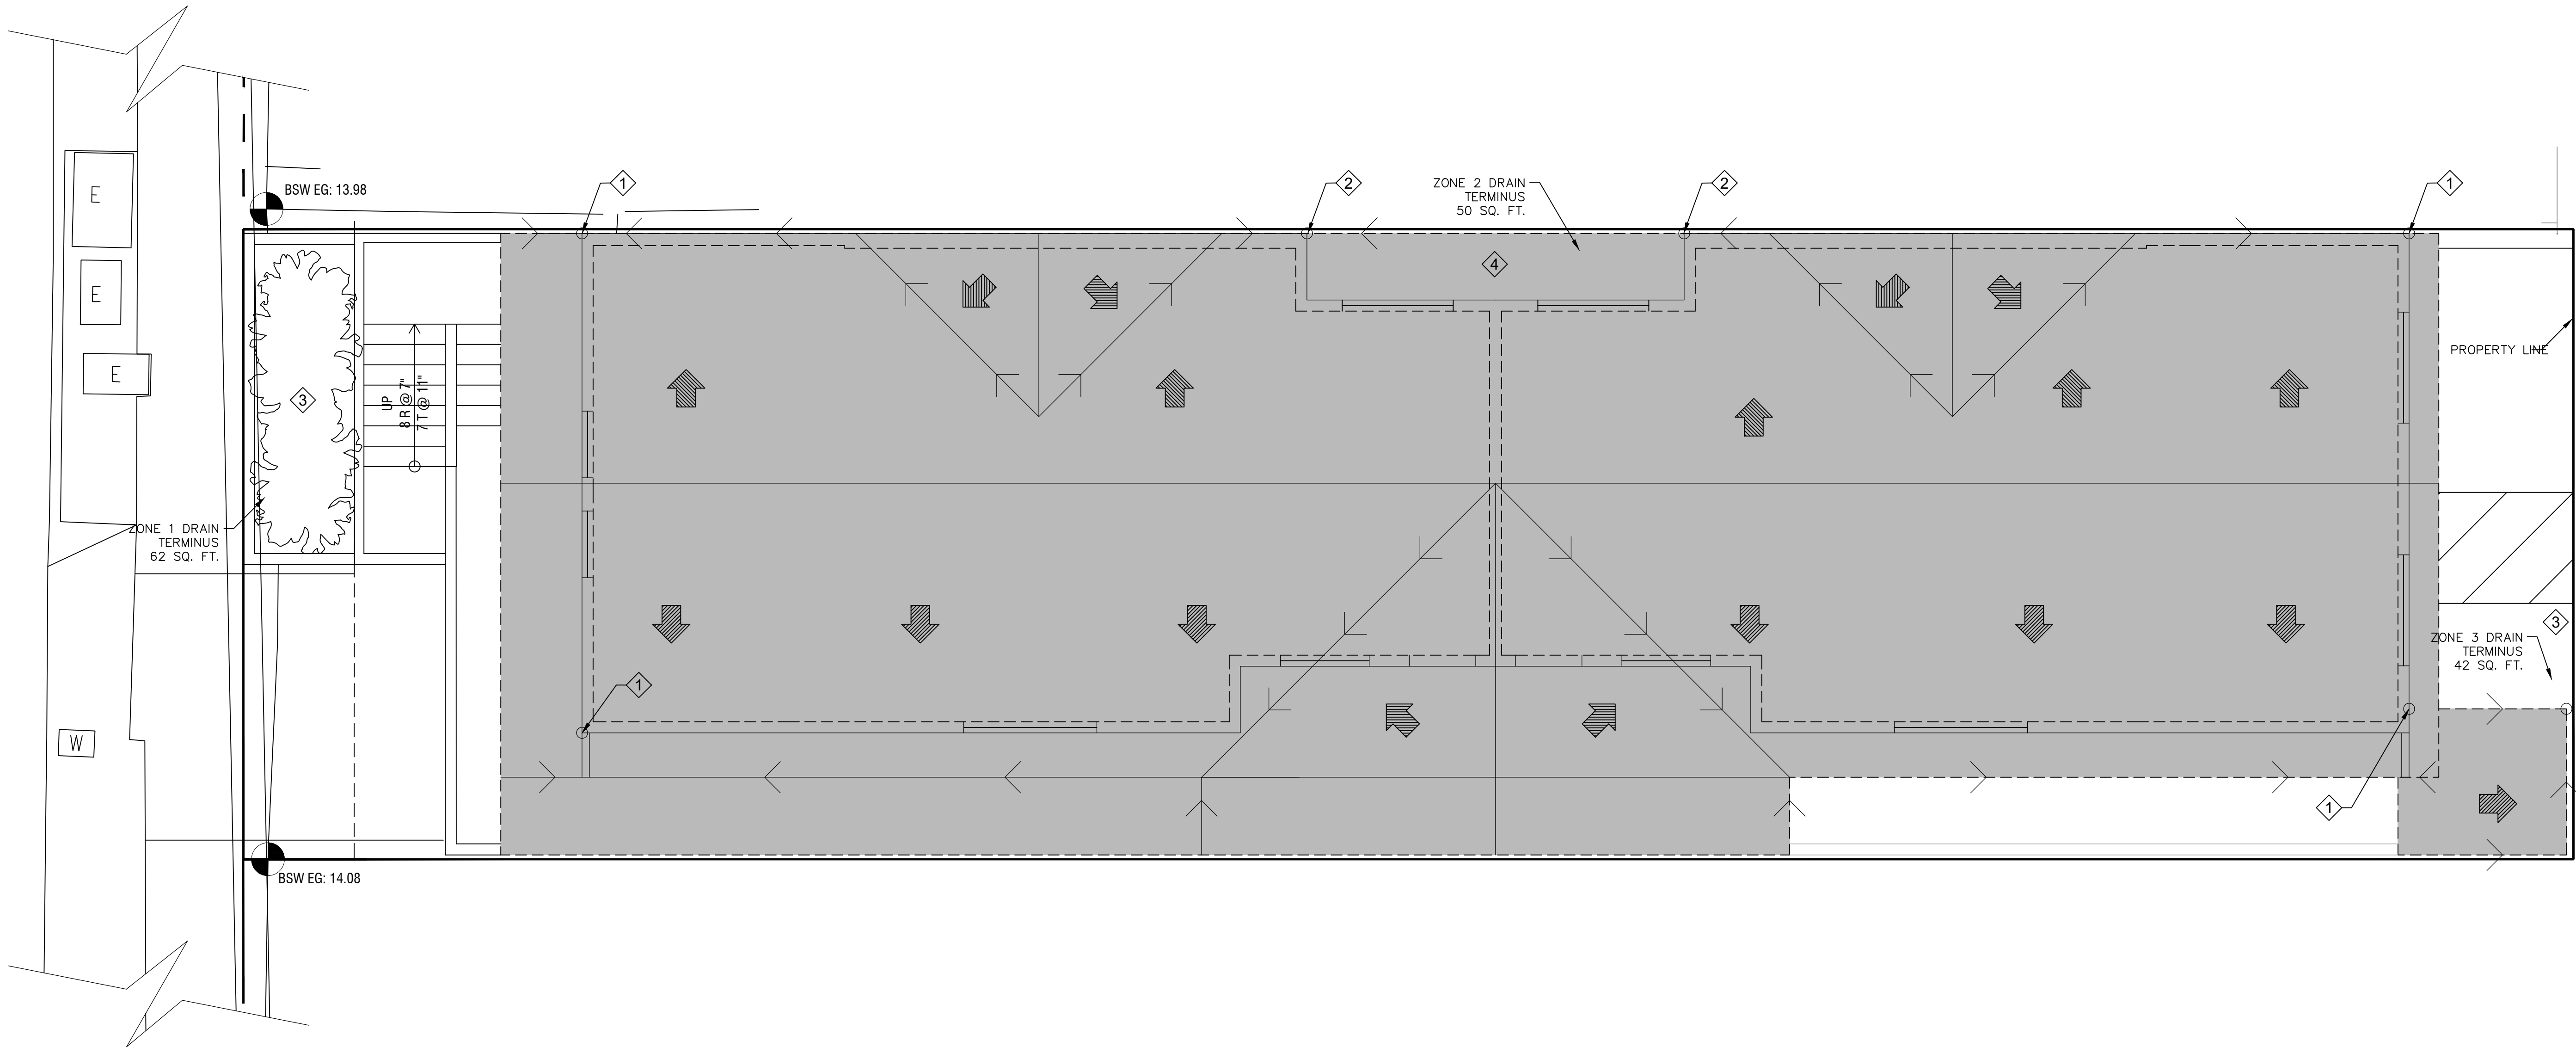 E
BSW EG: 13.98
1
2
ZONE 2 DRAIN
TERMINUS
50 SQ. FT.
2
1
4
E
PROPERTY LINE
E
3
UP
8 R @ 7"
7 T @ 11"
ZONE 1 DRAIN
TERMINUS
62 SQ. FT.
3
ZONE 3 DRAIN
TERMINUS
42 SQ. FT.
1
W
1
BSW EG: 14.08